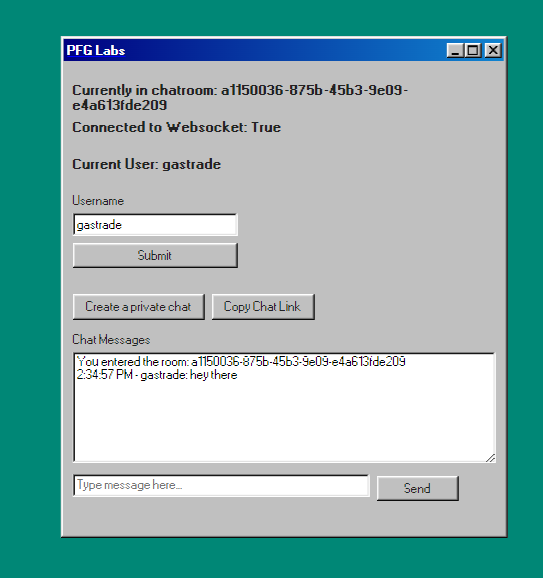 PFG Labs
Currently in chatroom: a1150036-875b-45b3-9e09-
e4a613fde209
Connected to Websocket: True
Current User: gastrade
Username
gastrade
Submit
Create a private chat Copy Chat Link
Chat Messages
You entered the room: a1150036-875b-45b3-9e09-e4a613fde209
2:34:57 PM - gastrade: hey there
Type message here... Send